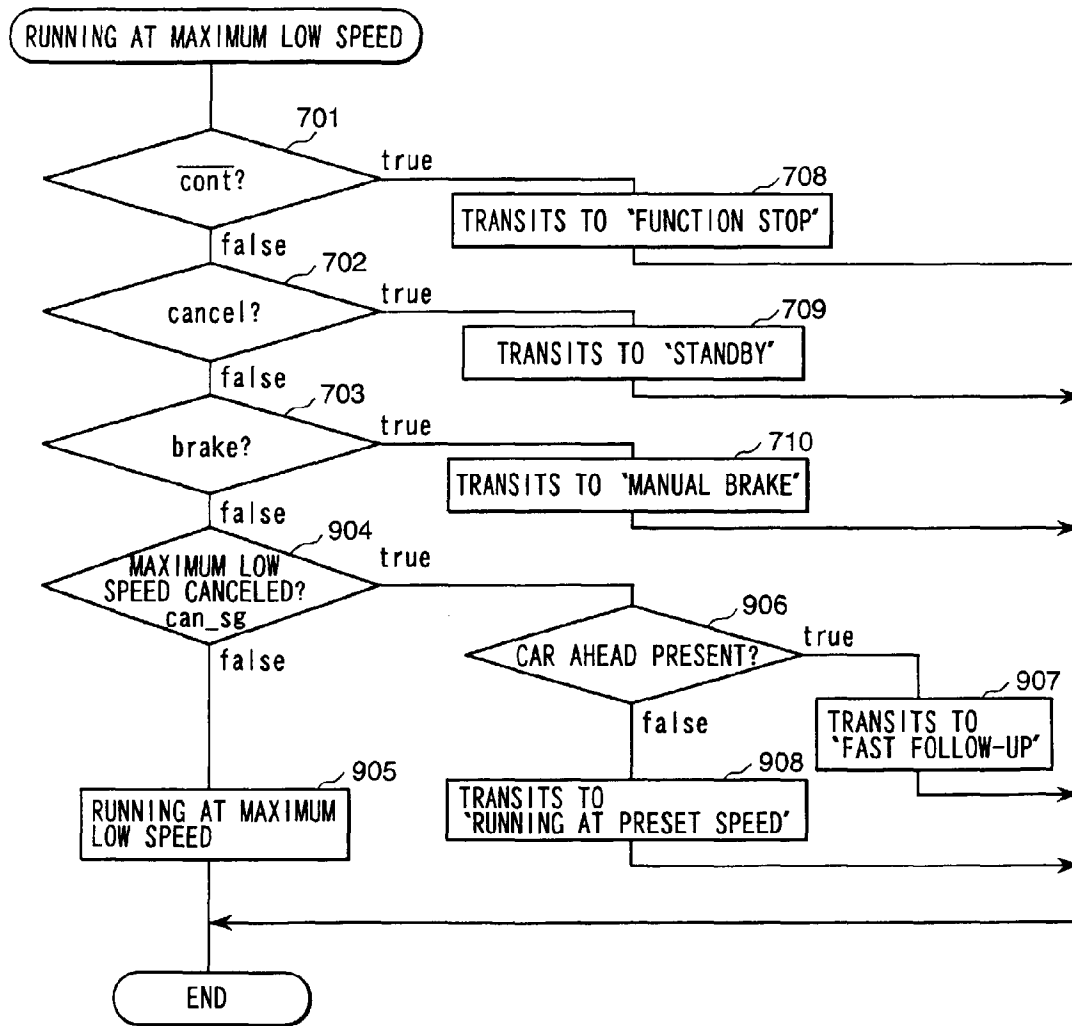 RUNNING AT MAXIMUM LOW SPEED
701
cont?
true
708
TRANSITS TO "FUNCTION STOP"
false
702
cancel?
true
709
TRANSITS TO "STANDBY"
false
703
brake?
true
710
TRANSITS TO "MANUAL BRAKE"
false
904
MAXIMUM LOW
SPEED CANCELED?
can_sg
true
906
CAR AHEAD PRESENT?
true
false
907
TRANSITS TO
"FAST FOLLOW-UP"
false
908
TRANSITS TO
"RUNNING AT PRESET SPEED"
905
RUNNING AT MAXIMUM
LOW SPEED
END